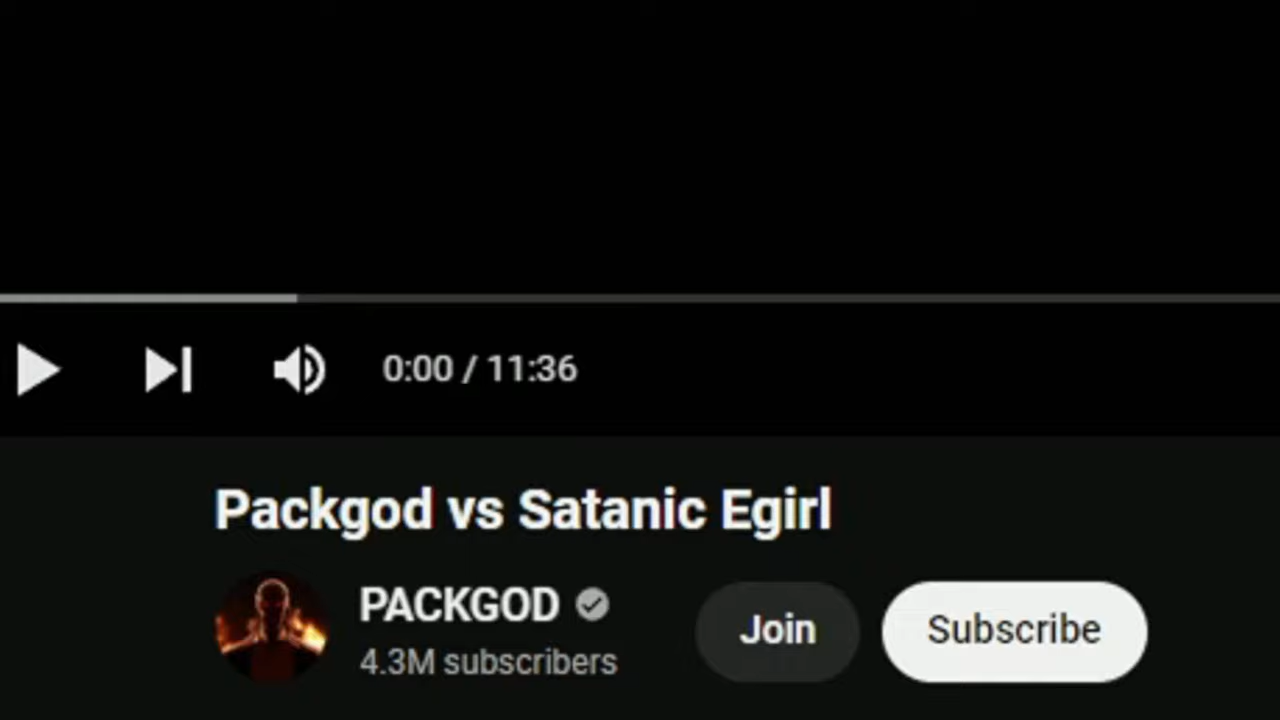 0:00 / 11:36
Packgod vs Satanic Egirl
PACKGOD
Join
Subscribe
4.3M subscribers